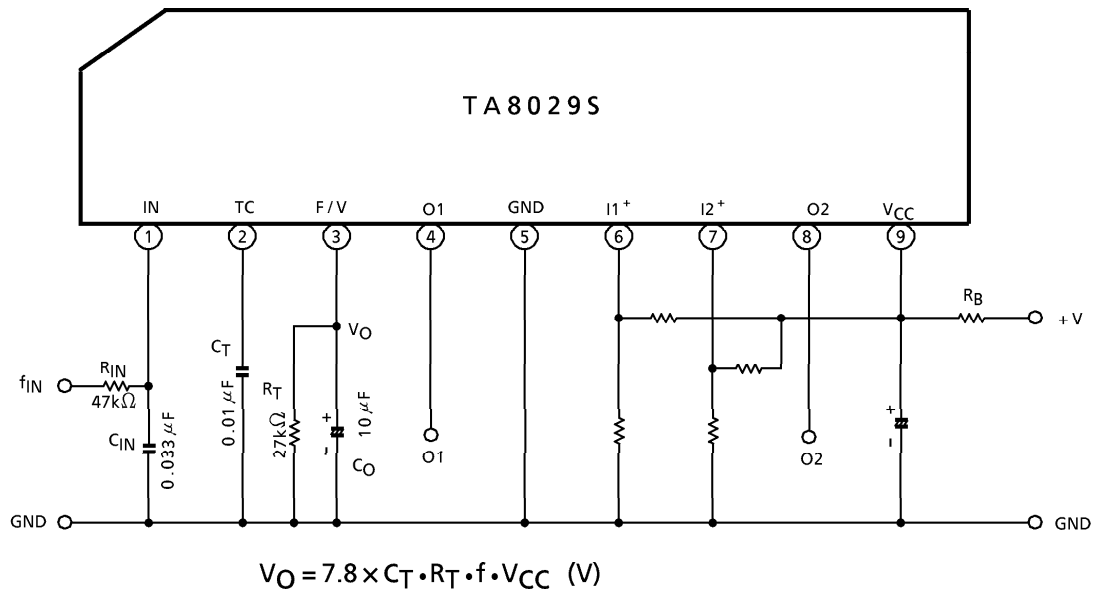 TA8029S
IN TC F/V O1 GND I1+ I2+ O2 VCC
1 2 3 4 5 6 7 8 9
RB
+V
VO
CT
0.01μF
RIN
fIN
47kΩ
RT
27kΩ
+
10μF
-
CO
CIN
0.033μF
O1
O2
+
-
GND
GND
VO = 7.8 × CT · RT · f · VCC (V)